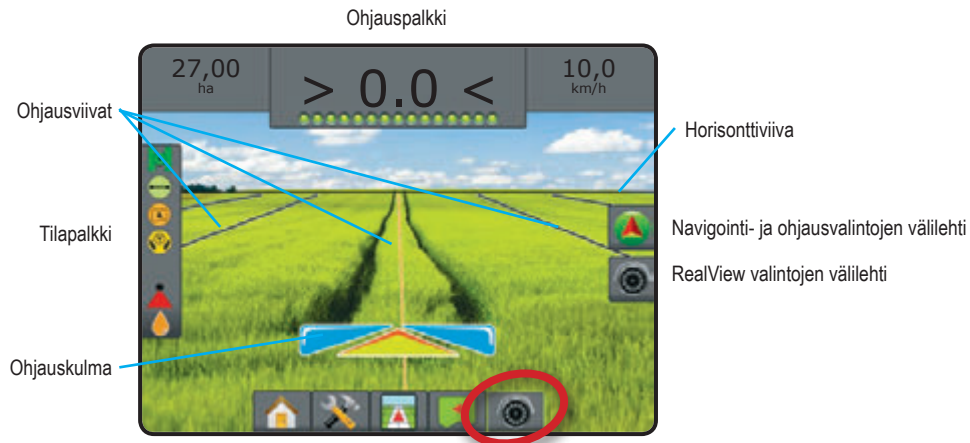 Ohjauspalkki
27,00
ha
> 0.0 <
10,0
km/h
Ohjausviivat
Horisonttiviiva
Tilapalkki
Navigointi- ja ohjausvalintojen välilehti
RealView valintojen välilehti
Ohjauskulma